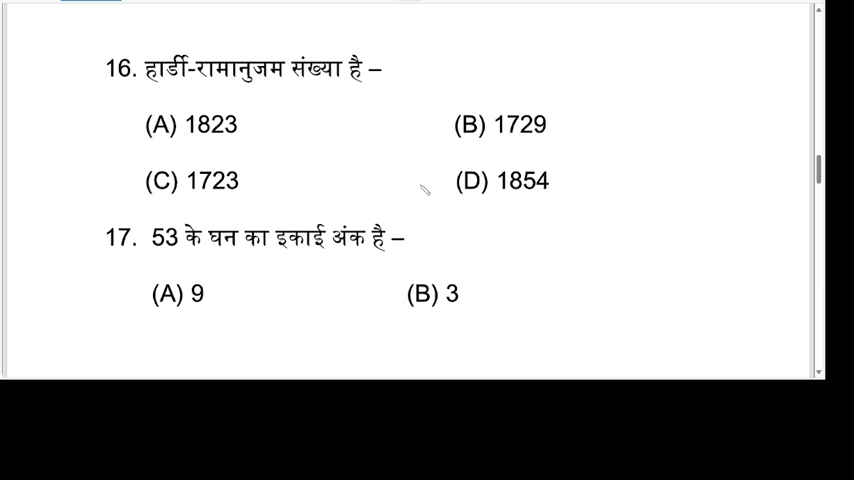 16. हार्डी-रामानुजम संख्या है –
(A) 1823 (B) 1729
(C) 1723 (D) 1854
17. 53 के घन का इकाई अंक है –
(A) 9 (B) 3